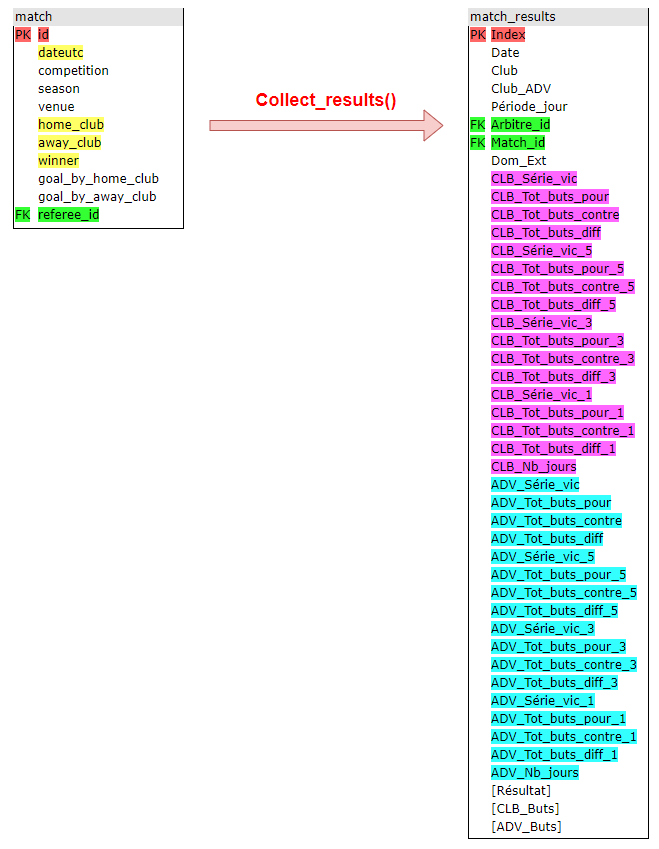 match
PK id
dateutc
competition
season
venue
home_club
away_club
winner
goal_by_home_club
goal_by_away_club
FK referee_id
Collect_results()
match_results
PK Index
Date
Club
Club_ADV
Période_jour
FK Arbitre_id
FK Match_id
Dom_Ext
CLB_Série_vic
CLB_Tot_buts_pour
CLB_Tot_buts_contre
CLB_Tot_buts_diff
CLB_Série_vic_5
CLB_Tot_buts_pour_5
CLB_Tot_buts_contre_5
CLB_Tot_buts_diff_5
CLB_Série_vic_3
CLB_Tot_buts_pour_3
CLB_Tot_buts_contre_3
CLB_Tot_buts_diff_3
CLB_Série_vic_1
CLB_Tot_buts_pour_1
CLB_Tot_buts_contre_1
CLB_Tot_buts_diff_1
CLB_Nb_jours
ADV_Série_vic
ADV_Tot_buts_pour
ADV_Tot_buts_contre
ADV_Tot_buts_diff
ADV_Série_vic_5
ADV_Tot_buts_pour_5
ADV_Tot_buts_contre_5
ADV_Tot_buts_diff_5
ADV_Série_vic_3
ADV_Tot_buts_pour_3
ADV_Tot_buts_contre_3
ADV_Tot_buts_diff_3
ADV_Série_vic_1
ADV_Tot_buts_pour_1
ADV_Tot_buts_contre_1
ADV_Tot_buts_diff_1
ADV_Nb_jours
[Résultat]
[CLB_Buts]
[ADV_Buts]